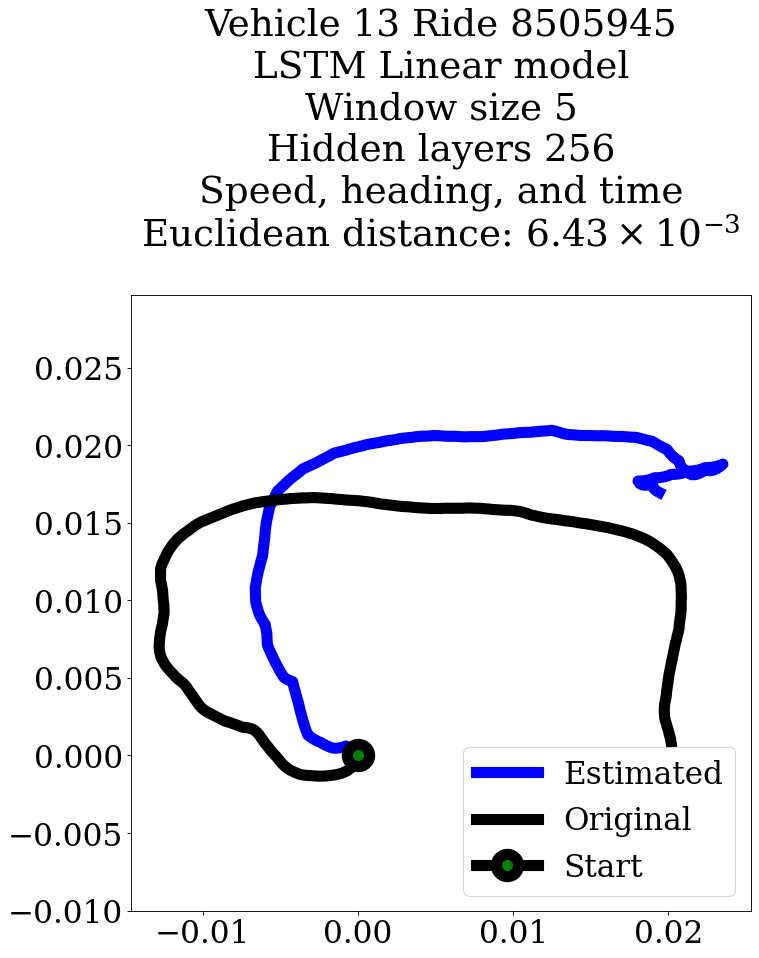 Vehicle 13 Ride 8505945
LSTM Linear model
Window size 5
Hidden layers 256
Speed, heading, and time
Euclidean distance: 6.43 × 10⁻³
0.025
0.020
0.015
0.010
0.005
0.000
−0.005
−0.010
−0.01
0.00
0.01
0.02
Estimated
Original
Start